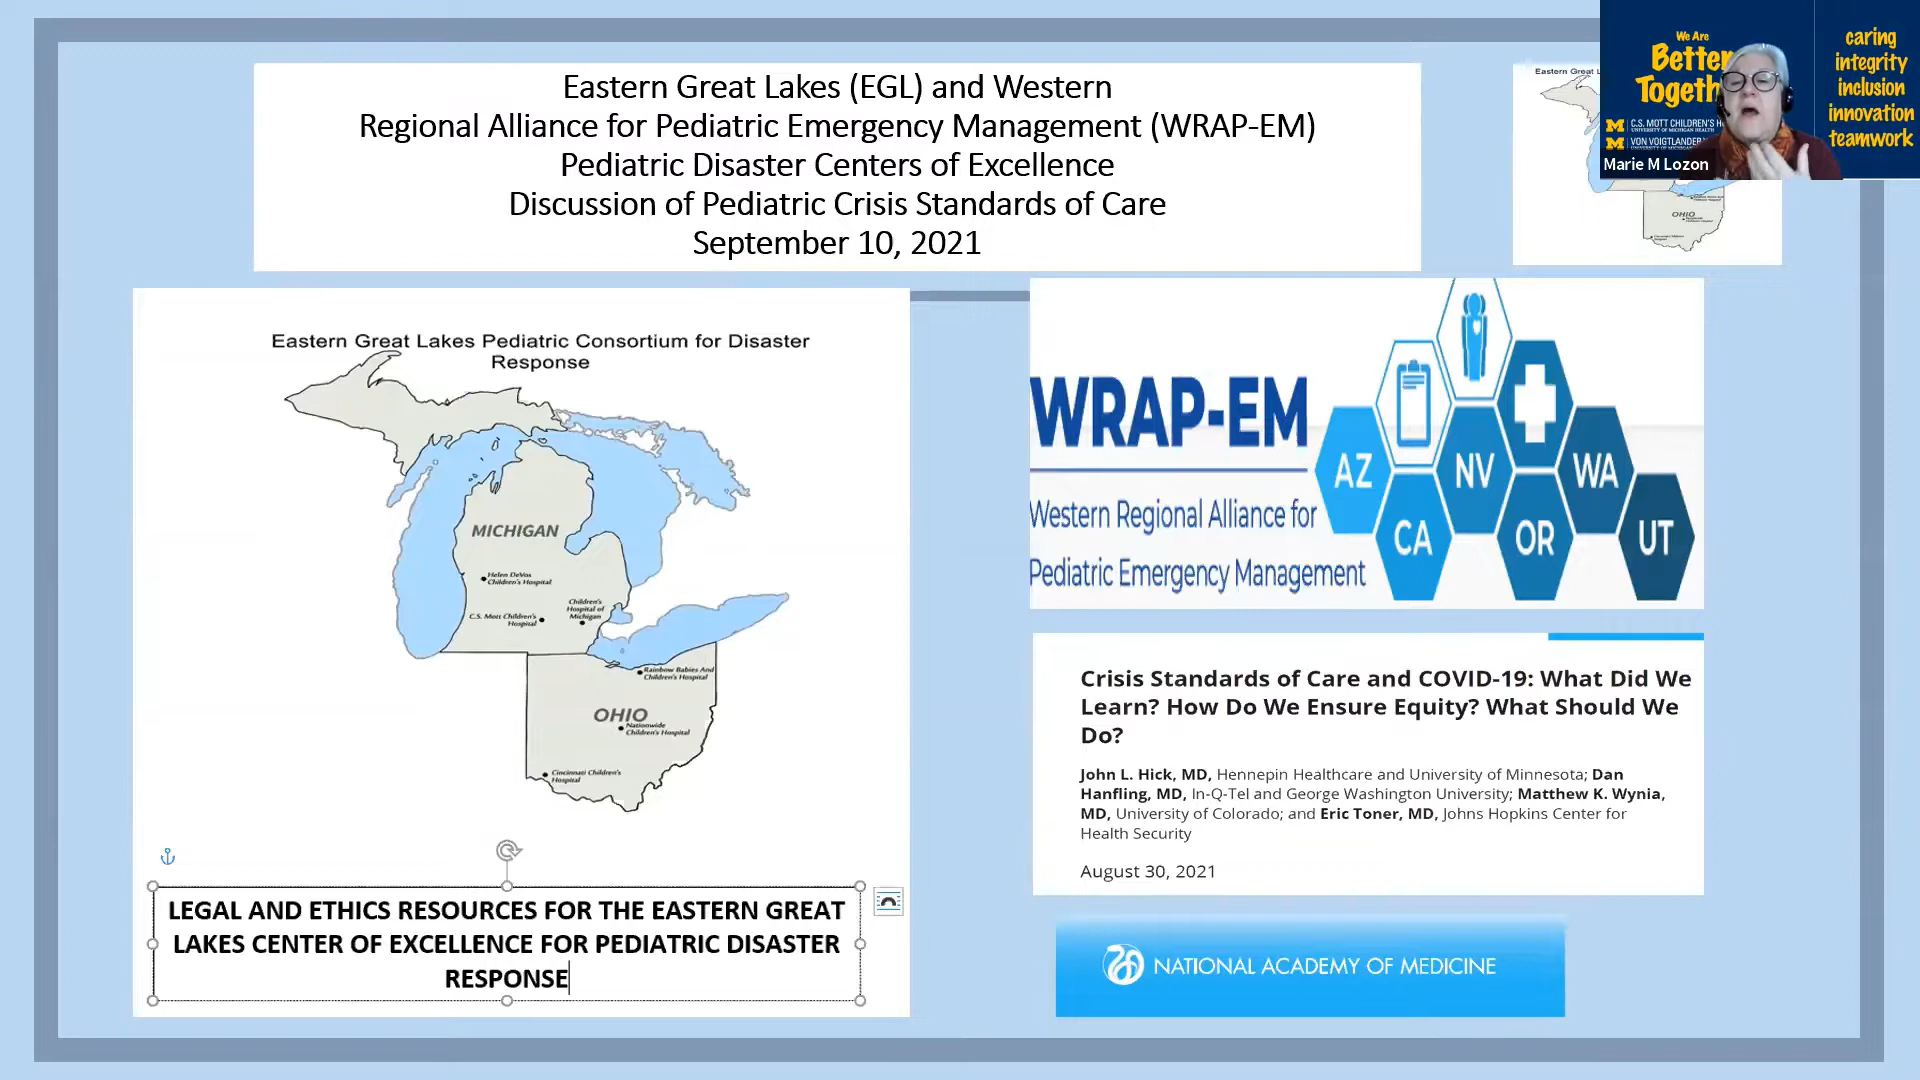 Eastern Great Lakes (EGL) and Western
Regional Alliance for Pediatric Emergency Management (WRAP-EM)
Pediatric Disaster Centers of Excellence
Discussion of Pediatric Crisis Standards of Care
September 10, 2021
Eastern Great L
We Are
Better
Togeth
C.S. MOTT CHILDREN'S H
UNIVERSITY OF MICHIGAN HEALTH
VON VOIGTLANDER
Marie M Lozon
caring
integrity
inclusion
innovation
teamwork
OHIO
Eastern Great Lakes Pediatric Consortium for Disaster
Response
MICHIGAN
Helen DeVos
Children's Hospital
Children's
Hospital of
Michigan
C.S. Mott Children's
Hospital
Rainbow Babies And
Children's Hospital
OHIO
Nationwide
Children's Hospital
Cincinnati Children's
Hospital
LEGAL AND ETHICS RESOURCES FOR THE EASTERN GREAT
LAKES CENTER OF EXCELLENCE FOR PEDIATRIC DISASTER
RESPONSE
WRAP-EM
Western Regional Alliance for
Pediatric Emergency Management
AZ
NV
WA
CA
OR
UT
Crisis Standards of Care and COVID-19: What Did We
Learn? How Do We Ensure Equity? What Should We
Do?
John L. Hick, MD, Hennepin Healthcare and University of Minnesota; Dan
Hanfling, MD, In-Q-Tel and George Washington University; Matthew K. Wynia,
MD, University of Colorado; and Eric Toner, MD, Johns Hopkins Center for
Health Security
August 30, 2021
NATIONAL ACADEMY OF MEDICINE